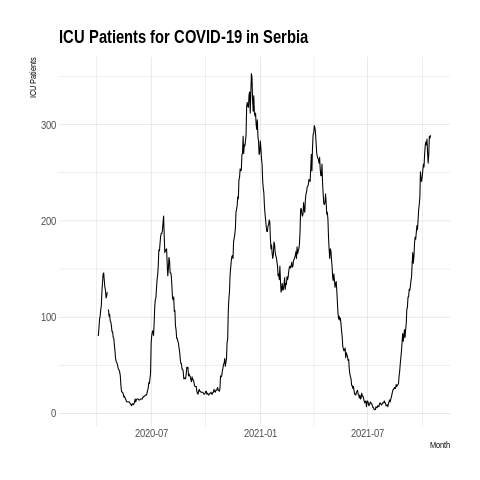 ICU Patients for COVID-19 in Serbia
ICU Patients
300
200
100
0
2020-07
2021-01
2021-07
Month